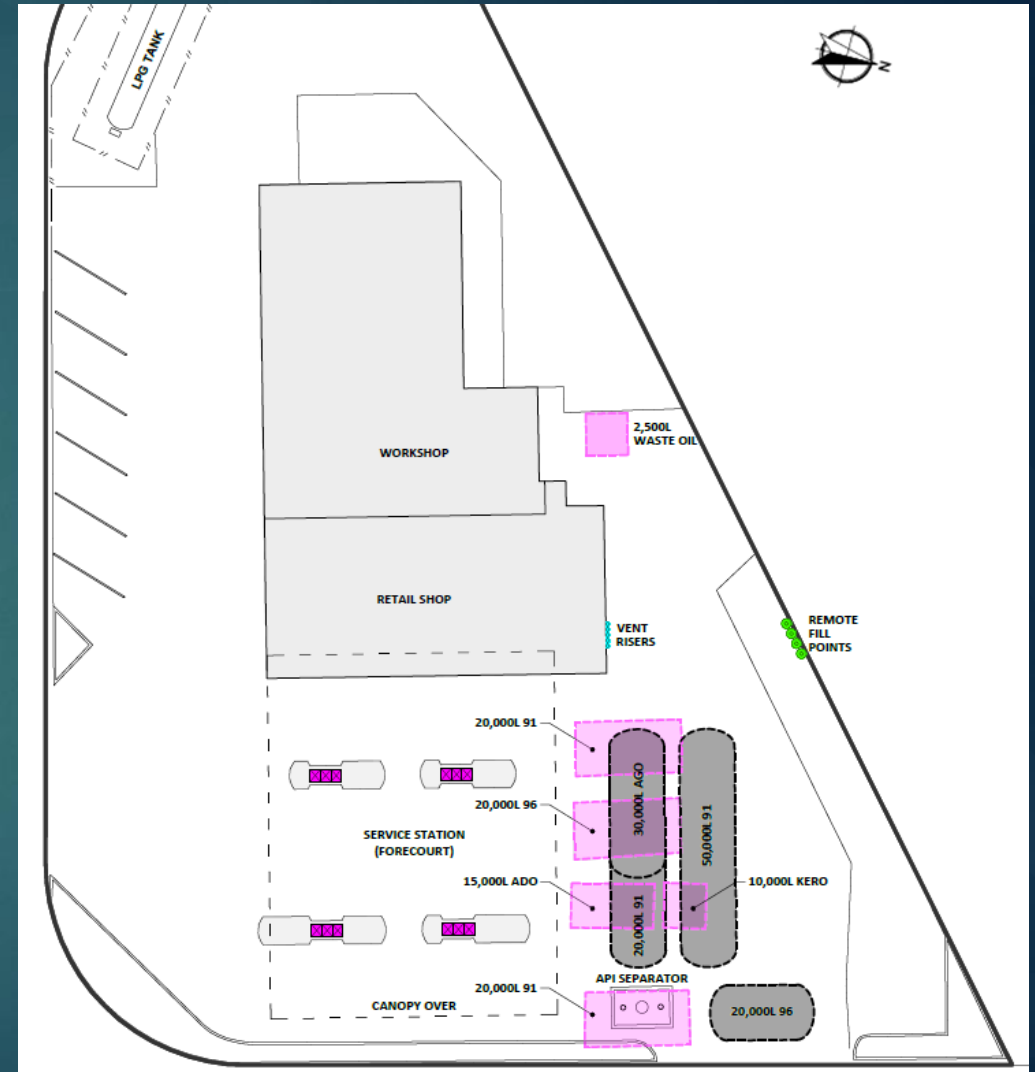 LPG TANK
N
2,500L
WASTE OIL
WORKSHOP
RETAIL SHOP
VENT
RISERS
REMOTE
FILL
POINTS
20,000L 91
30,000L AGO
50,000L 91
20,000L 96
SERVICE STATION
(FORECOURT)
15,000L ADO
10,000L KERO
20,000L 91
API SEPARATOR
20,000L 91
CANOPY OVER
20,000L 96